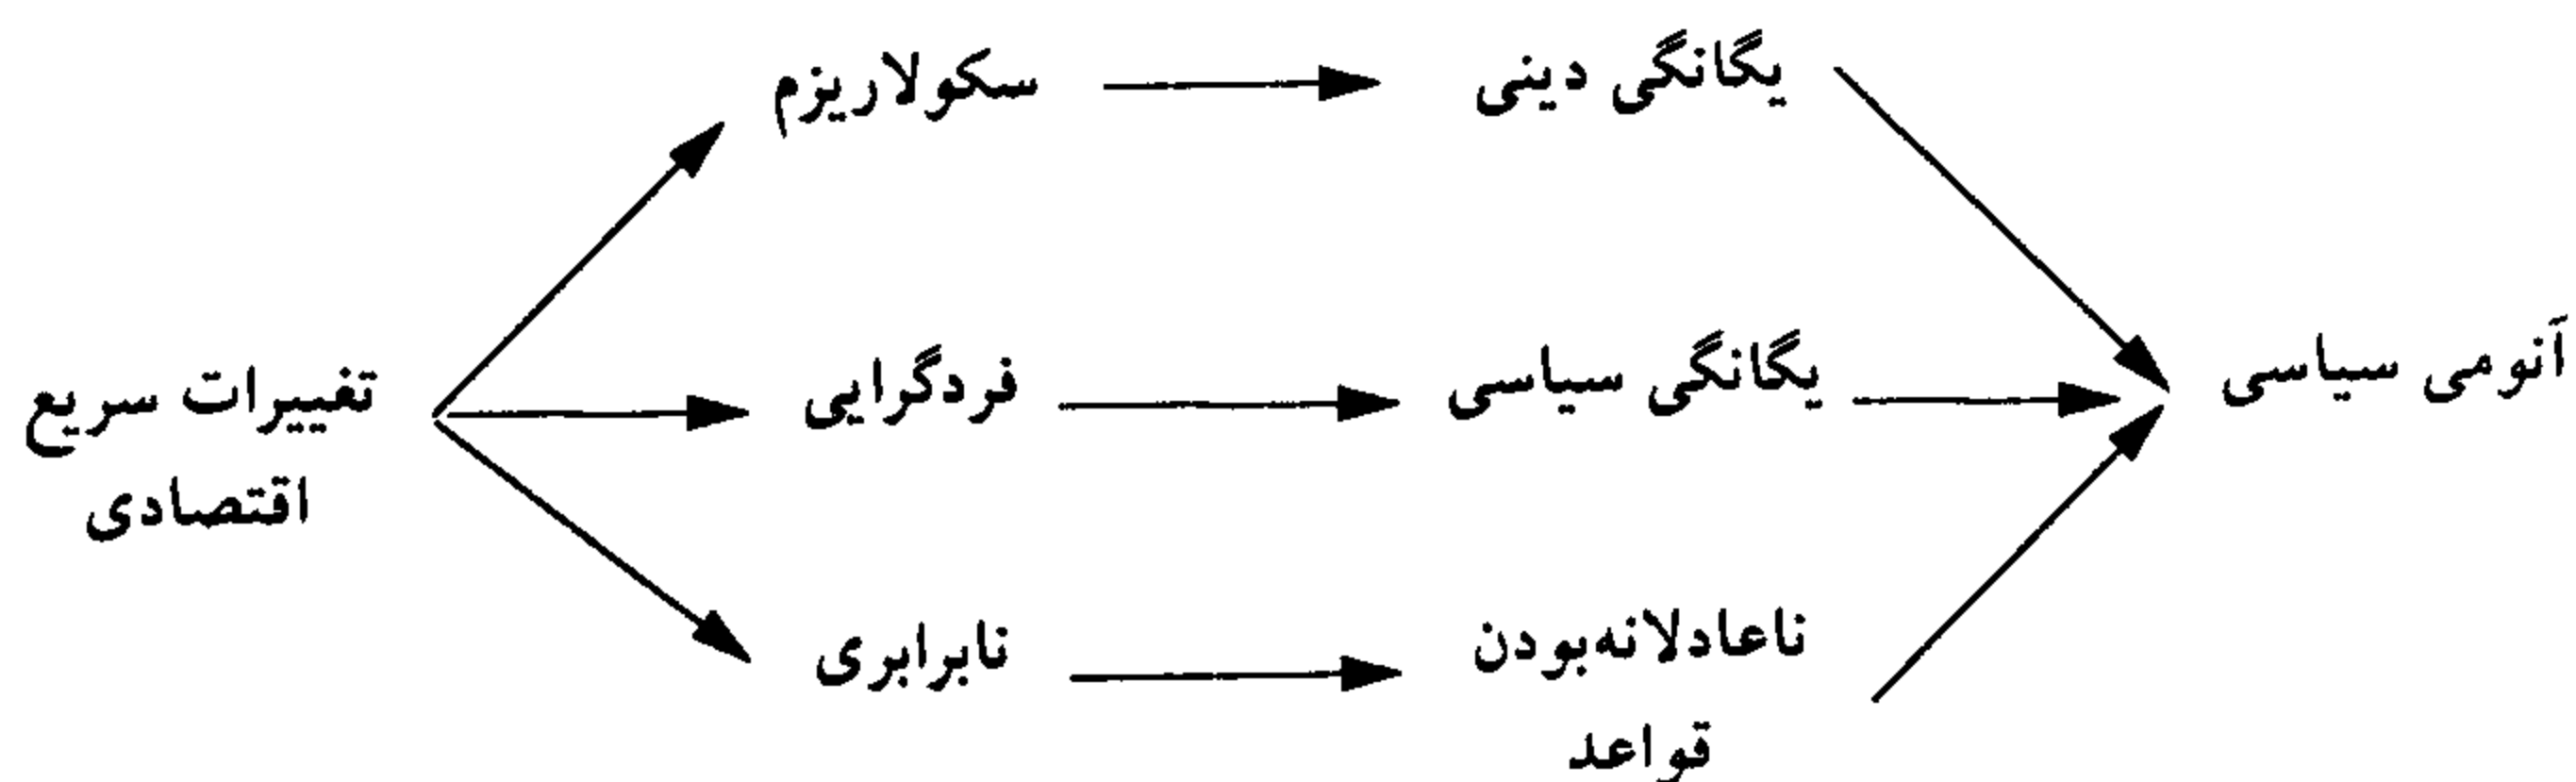 سکولاریزم
یگانگی دینی
تغییرات سریع
اقتصادی
فردگرایی
یگانگی سیاسی
آنومی سیاسی
نابرابری
ناعادلانه‌بودن
قواعد